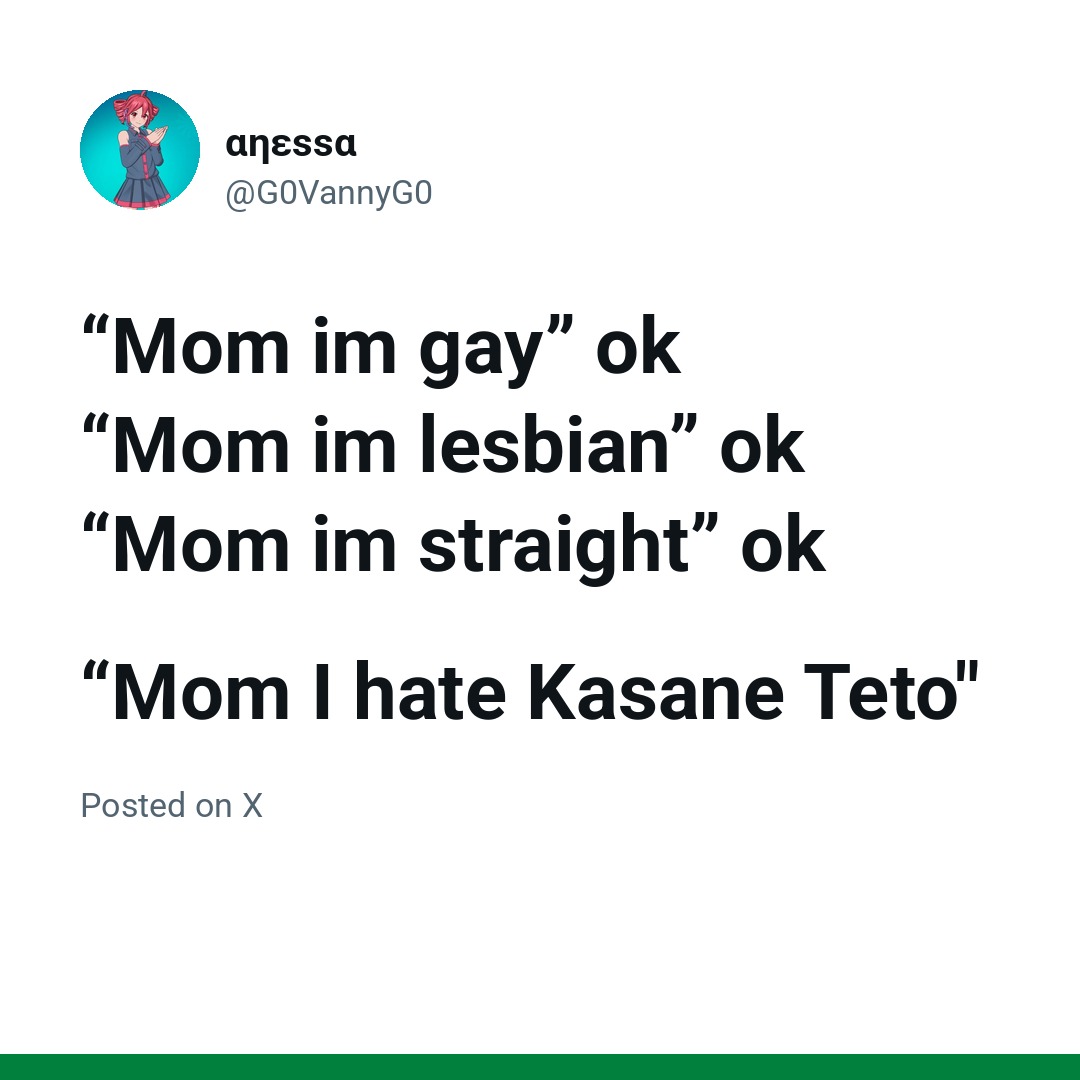 αηεssα
@G0VannyG0
“Mom im gay” ok
“Mom im lesbian” ok
“Mom im straight” ok
“Mom I hate Kasane Teto"
Posted on X